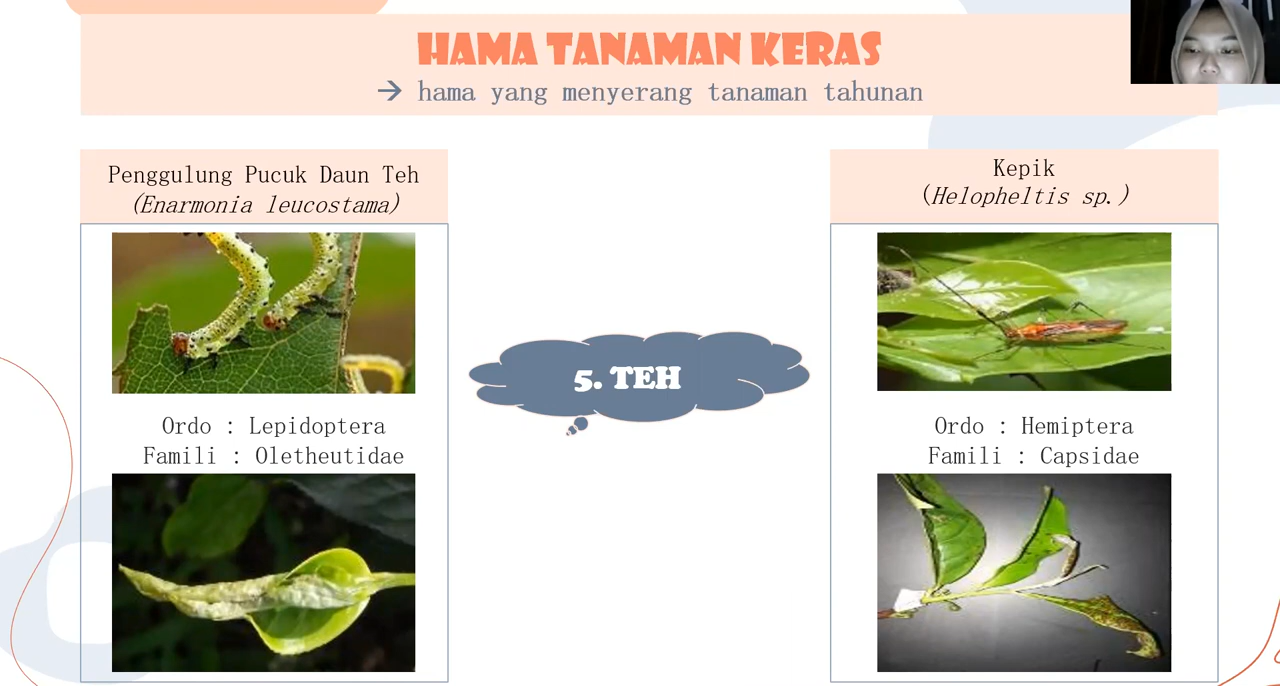 HAMA TANAMAN KERAS
→ hama yang menyerang tanaman tahunan
Penggulung Pucuk Daun Teh
(Enarmonia leucostama)
Ordo : Lepidoptera
Famili : Oletheutidae
5. TEH
Kepik
(Helopheltis sp.)
Ordo : Hemiptera
Famili : Capsidae